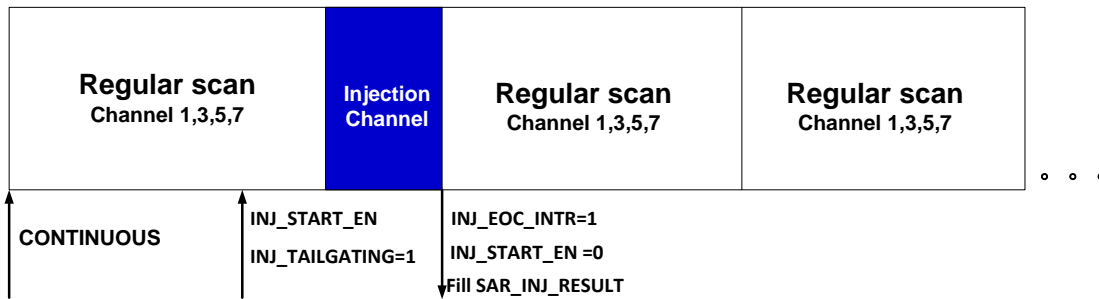 Regular scan
Channel 1,3,5,7
Injection
Channel
Regular scan
Channel 1,3,5,7
Regular scan
Channel 1,3,5,7
CONTINUOUS
INJ_START_EN
INJ_TAILGATING=1
INJ_EOC_INTR=1
INJ_START_EN =0
Fill SAR_INJ_RESULT